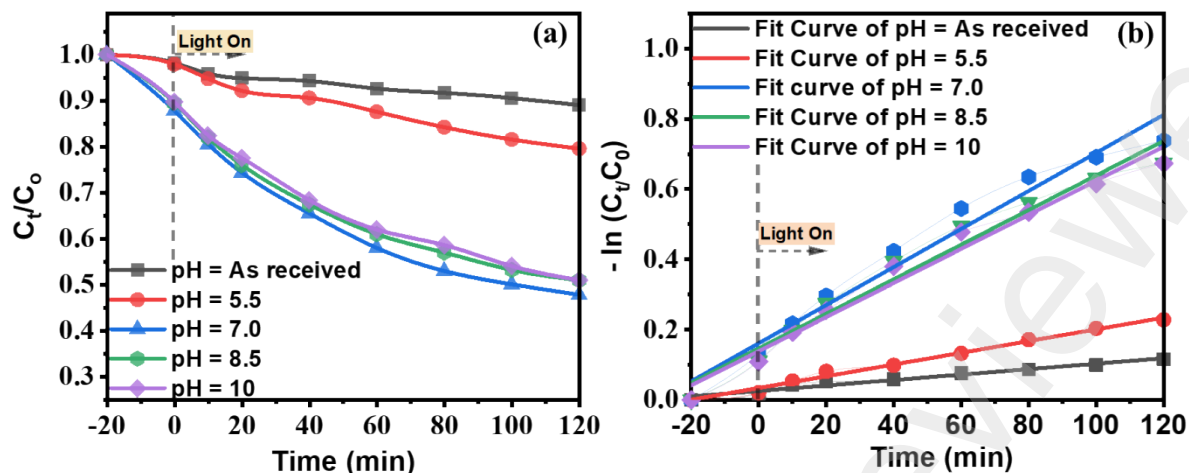 (a)
Light On
Cₜ/Cₒ
1.0
0.9
0.8
0.7
0.6
0.5
0.4
0.3
pH = As received
pH = 5.5
pH = 7.0
pH = 8.5
pH = 10
-20 0 20 40 60 80 100 120
Time (min)
(b)
Fit Curve of pH = As received
Fit Curve of pH = 5.5
Fit curve of pH = 7.0
Fit Curve of pH = 8.5
Fit Curve of pH = 10
Light On
- ln (Cₜ/C₀)
1.0
0.8
0.6
0.4
0.2
0.0
-20 0 20 40 60 80 100 120
Time (min)